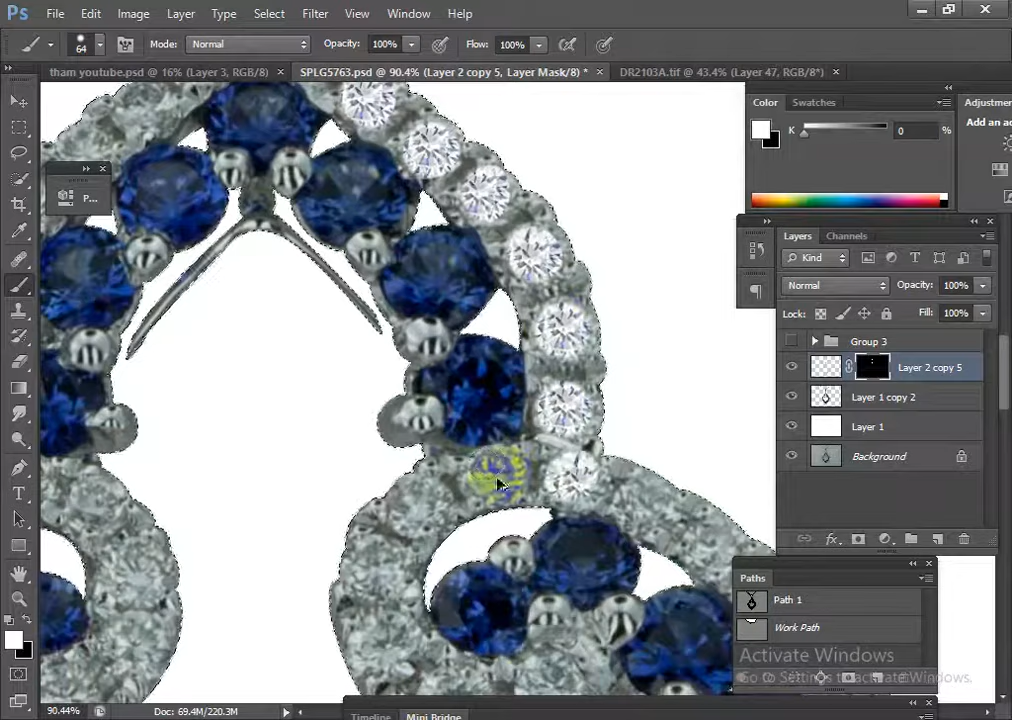 Ps File Edit Image Layer Type Select Filter View Window Help
64 Mode: Normal Opacity: 100% Flow: 100%
tham youtube.psd @ 16% (Layer 3, RGB/8) × SPLG5763.psd @ 90.4% (Layer 2 copy 5, Layer Mask/8) * × DR2103A.tif @ 43.4% (Layer 47, RGB/8*) ×
Color Swatches Adjustmen
Add an a
K 0 %
P...
Layers Channels
Kind
Normal Opacity: 100%
Lock: Fill: 100%
Group 3
Layer 2 copy 5
Layer 1 copy 2
Layer 1
Background
fx
Paths
Path 1
Work Path
Activate Windows
Go to Settings to activate Windows.
90.44% Doc: 69.4M/220.3M
Timeline Mini Bridge